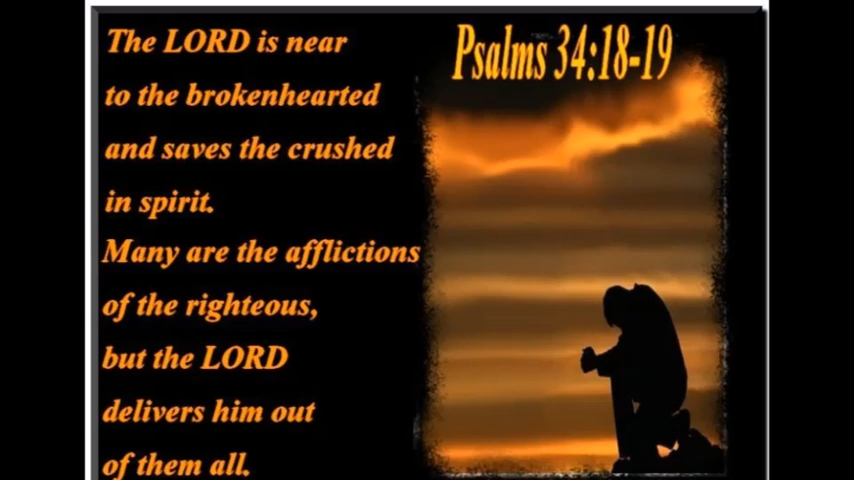 The LORD is near
to the brokenhearted
and saves the crushed
in spirit.
Many are the afflictions
of the righteous,
but the LORD
delivers him out
of them all.
Psalms 34:18-19